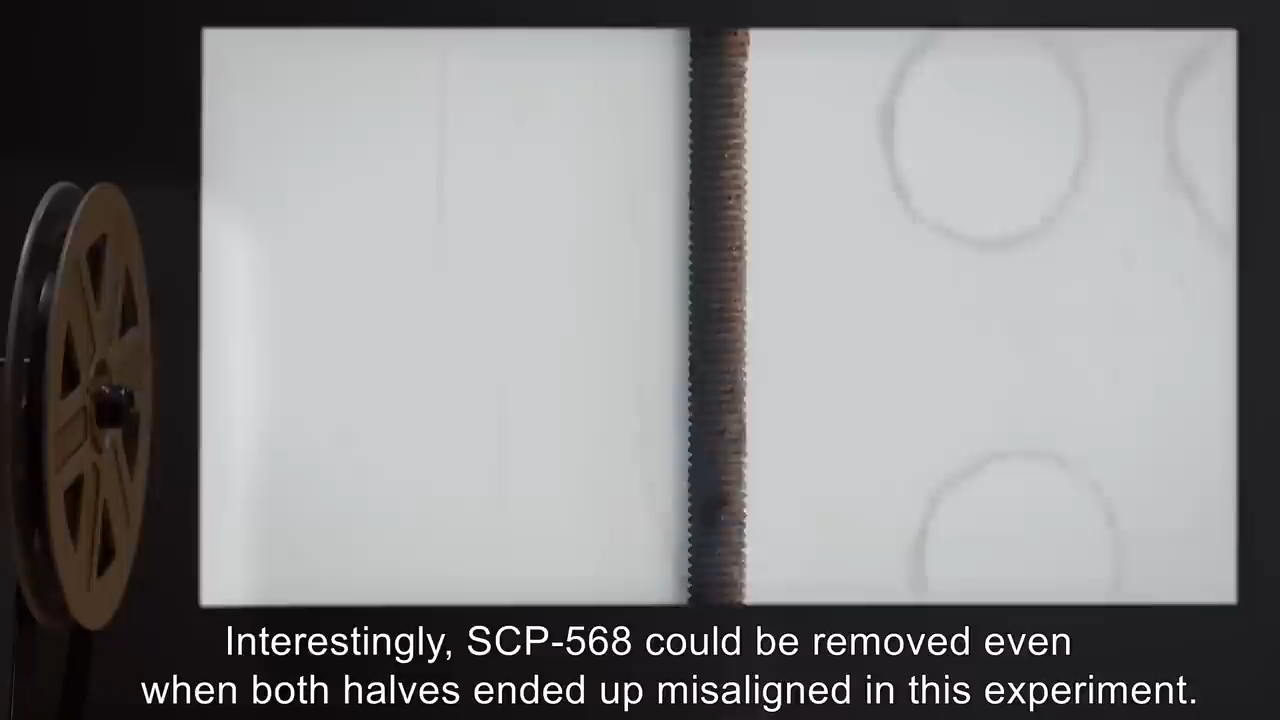 Interestingly, SCP-568 could be removed even
when both halves ended up misaligned in this experiment.